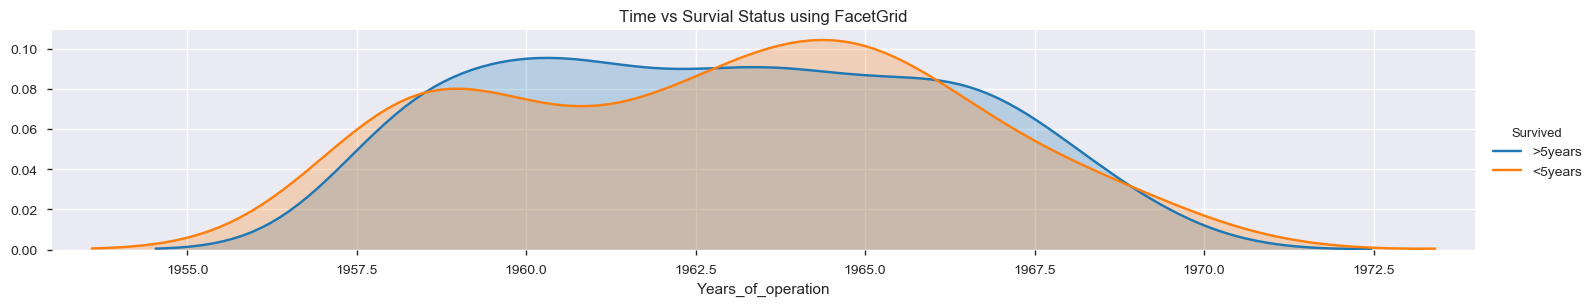 Time vs Survial Status using FacetGrid
0.10
0.08
0.06
0.04
0.02
0.00
1955.0 1957.5 1960.0 1962.5 1965.0 1967.5 1970.0 1972.5
Years_of_operation
Survived
>5years
<5years